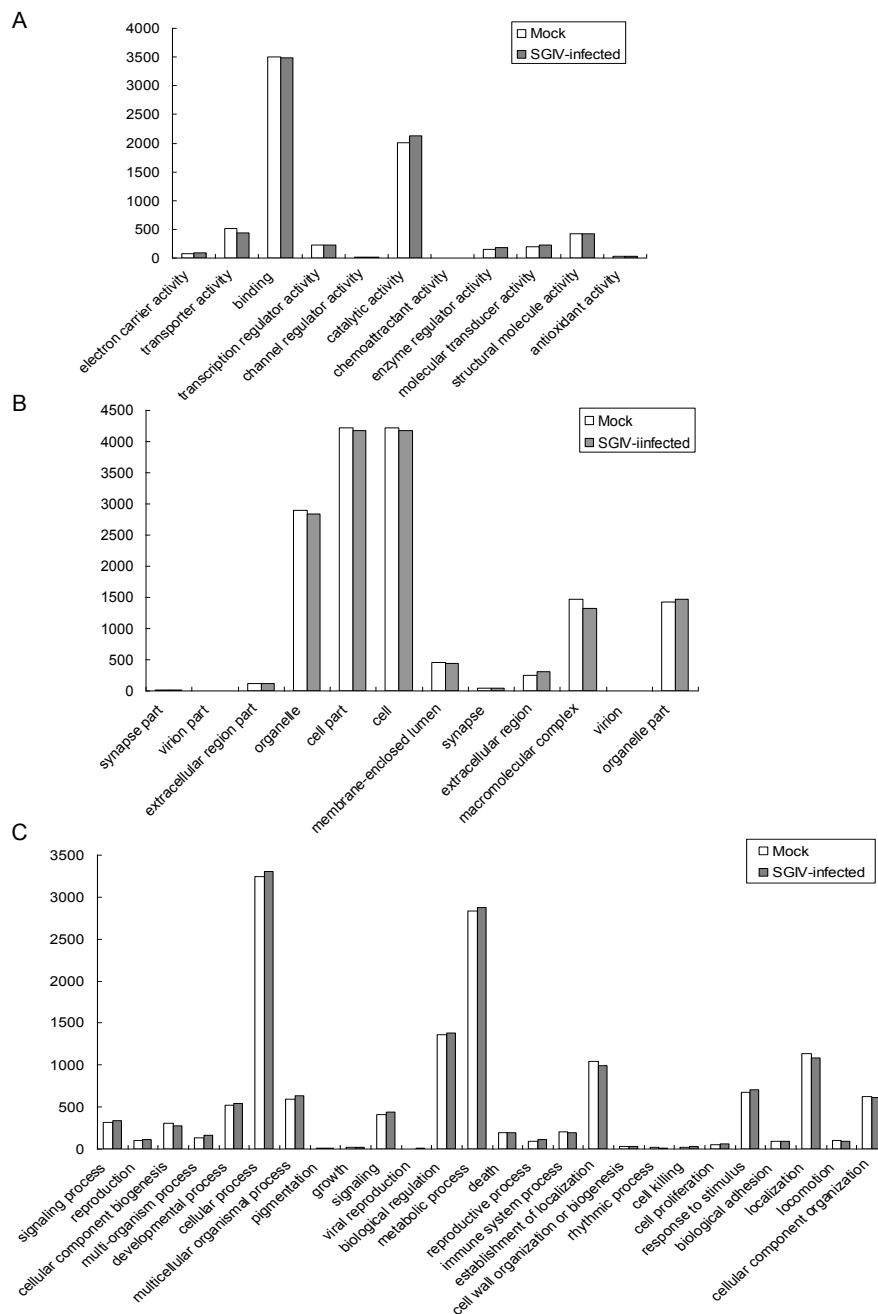 A
Mock
SGIV-infected
4000
3500
3000
2500
2000
1500
1000
500
0
electron carrier activity
transporter activity
binding
transcription regulator activity
channel regulator activity
catalytic activity
chemoattractant activity
enzyme regulator activity
molecular transducer activity
structural molecule activity
antioxidant activity
B
Mock
SGIV-iinfected
4500
4000
3500
3000
2500
2000
1500
1000
500
0
synapse part
virion part
extracellular region part
organelle
cell part
cell
membrane-enclosed lumen
synapse
extracellular region
macromolecular complex
virion
organelle part
C
Mock
SGIV-infected
3500
3000
2500
2000
1500
1000
500
0
signaling process
reproduction
cellular component biogenesis
multi-organism process
developmental process
cellular process
multicellular organismal process
pigmentation
growth
signaling
viral reproduction
biological regulation
metabolic process
death
reproductive process
immune system process
establishment of localization
cell wall organization or biogenesis
rhythmic process
cell killing
cell proliferation
response to stimulus
biological adhesion
localization
locomotion
cellular component organization